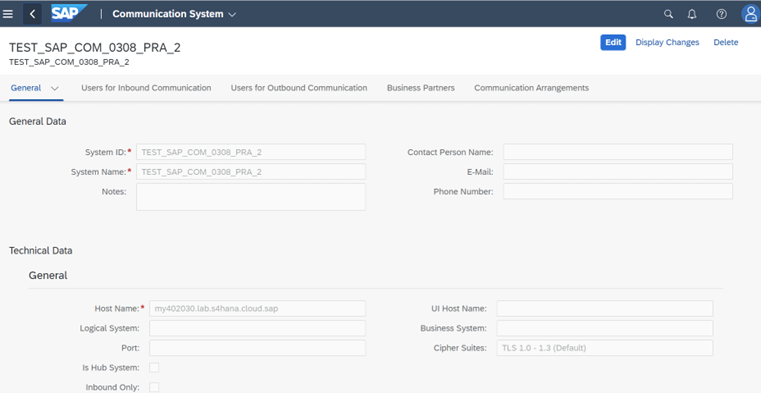 SAP Communication System
TEST_SAP_COM_0308_PRA_2
TEST_SAP_COM_0308_PRA_2
Edit Display Changes Delete
General Users for Inbound Communication Users for Outbound Communication Business Partners Communication Arrangements
General Data
System ID:* TEST_SAP_COM_0308_PRA_2 Contact Person Name:
System Name:* TEST_SAP_COM_0308_PRA_2 E-Mail:
Notes: Phone Number:
Technical Data
General
Host Name:* my402030.lab.s4hana.cloud.sap UI Host Name:
Logical System: Business System:
Port: Cipher Suites: TLS 1.0 - 1.3 (Default)
Is Hub System:
Inbound Only: